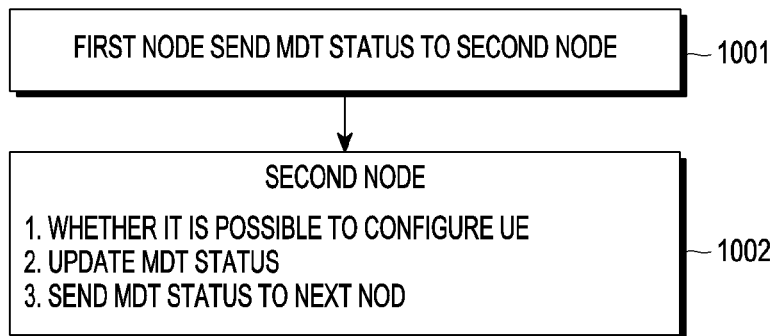 FIRST NODE SEND MDT STATUS TO SECOND NODE
1001
SECOND NODE
1. WHETHER IT IS POSSIBLE TO CONFIGURE UE
2. UPDATE MDT STATUS
3. SEND MDT STATUS TO NEXT NOD
1002